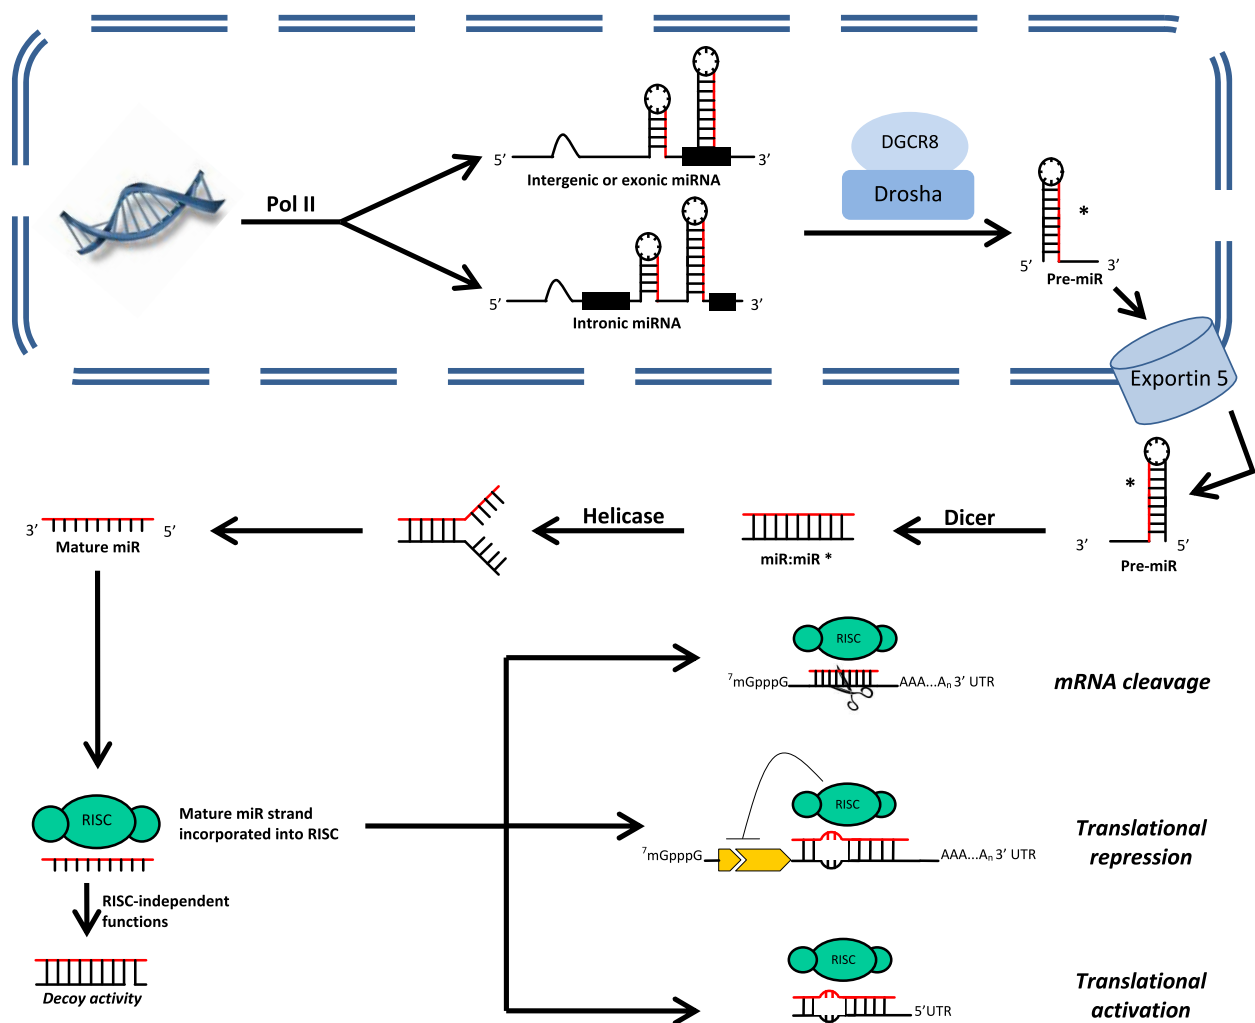 Pol II
5’
3’
Intergenic or exonic miRNA
5’
3’
Intronic miRNA
DGCR8
Drosha
*
5’
3’
Pre-miR
Exportin 5
*
3’
5’
Pre-miR
Dicer
miR:miR *
Helicase
3’
5’
Mature miR
RISC
Mature miR strand
incorporated into RISC
RISC-independent
functions
Decoy activity
RISC
⁷mGpppG
AAA...Aₙ 3’ UTR
mRNA cleavage
RISC
⁷mGpppG
AAA...Aₙ 3’ UTR
Translational
repression
RISC
5’UTR
Translational
activation